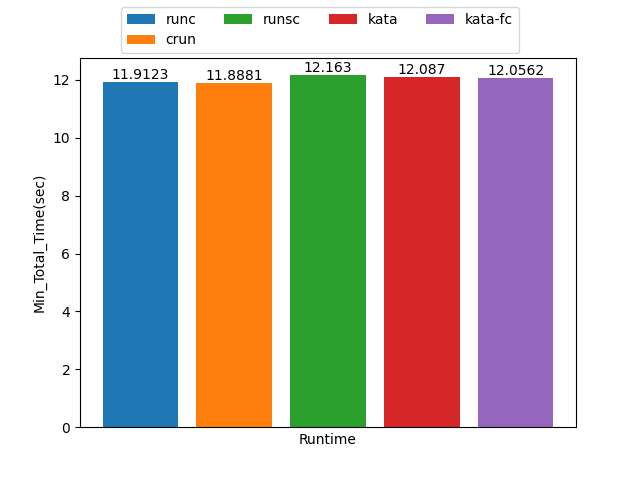 runc runsc kata kata-fc
crun
11.9123 11.8881 12.163 12.087 12.0562
12
10
8
6
4
2
0
Min_Total_Time(sec)
Runtime